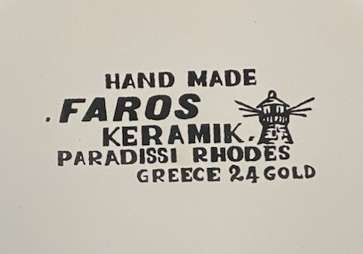 HAND MADE
.FAROS
KERAMIK.
PARADISSI RHODES
GREECE 24 GOLD